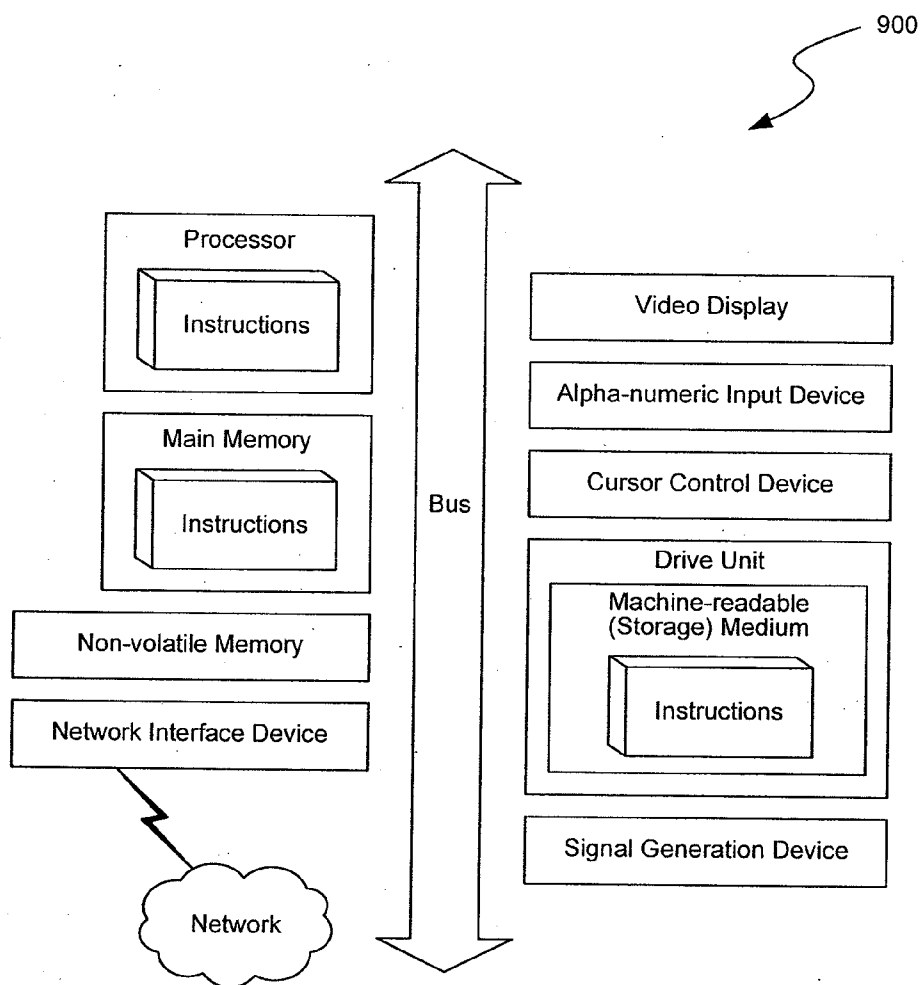 900
Processor
Instructions
Main Memory
Instructions
Non-volatile Memory
Network Interface Device
Network
Bus
Video Display
Alpha-numeric Input Device
Cursor Control Device
Drive Unit
Machine-readable
(Storage) Medium
Instructions
Signal Generation Device